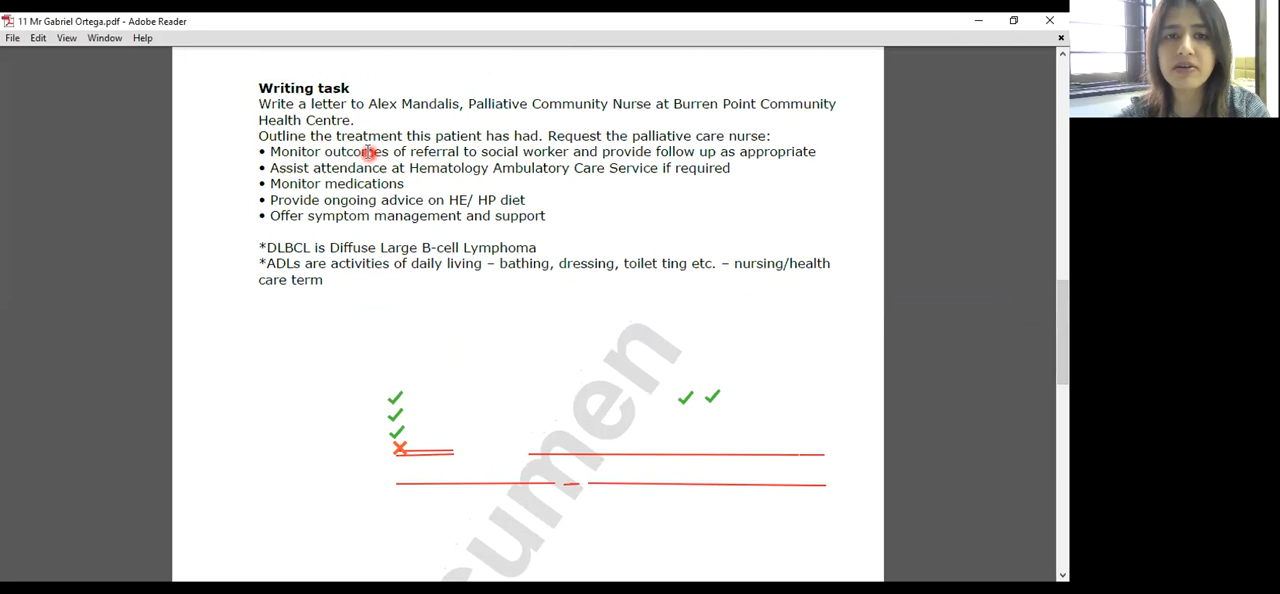 11 Mr Gabriel Ortega.pdf - Adobe Reader
File Edit View Window Help
Writing task
Write a letter to Alex Mandalis, Palliative Community Nurse at Burren Point Community
Health Centre.
Outline the treatment this patient has had. Request the palliative care nurse:
• Monitor outcomes of referral to social worker and provide follow up as appropriate
• Assist attendance at Hematology Ambulatory Care Service if required
• Monitor medications
• Provide ongoing advice on HE/ HP diet
• Offer symptom management and support
*DLBCL is Diffuse Large B-cell Lymphoma
*ADLs are activities of daily living – bathing, dressing, toilet ting etc. – nursing/health
care term
sumen